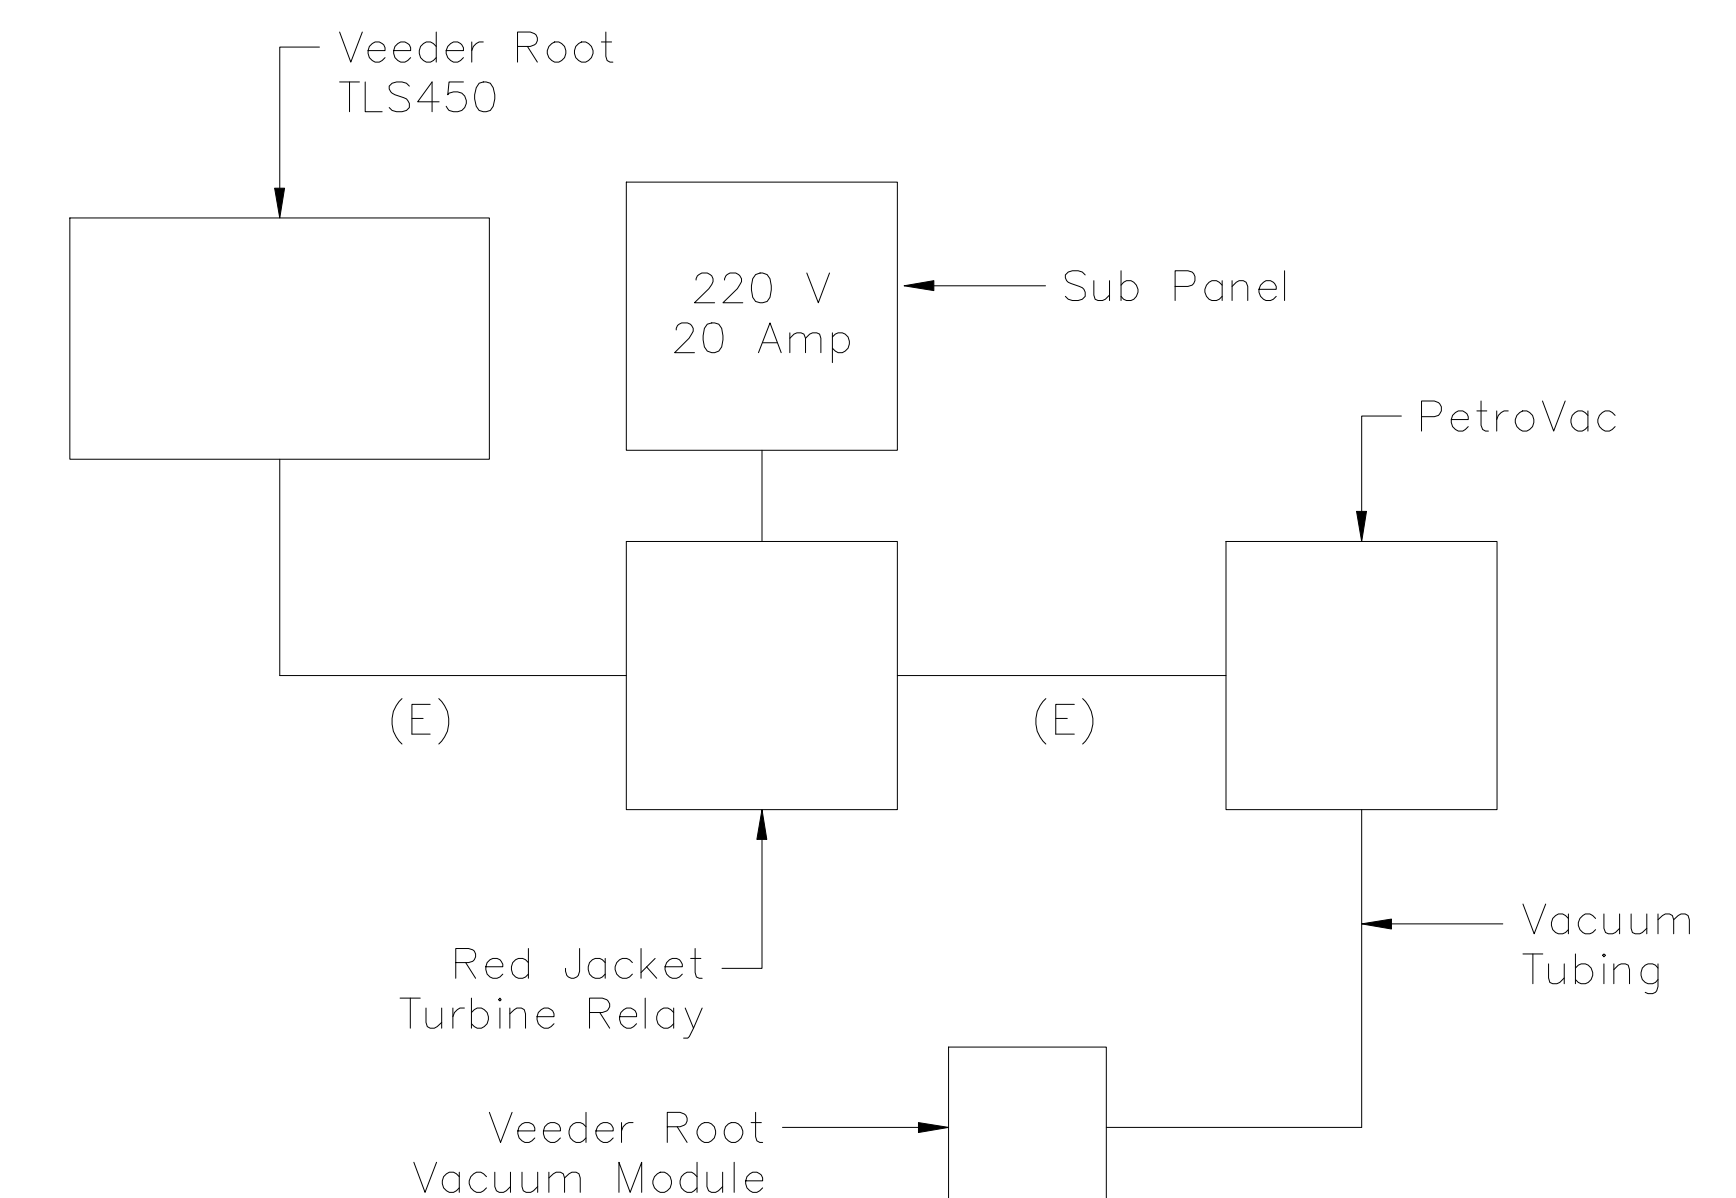 Veeder Root
TLS450
220 V
20 Amp
Sub Panel
PetroVac
(E)
(E)
Vacuum
Tubing
Red Jacket
Turbine Relay
Veeder Root
Vacuum Module